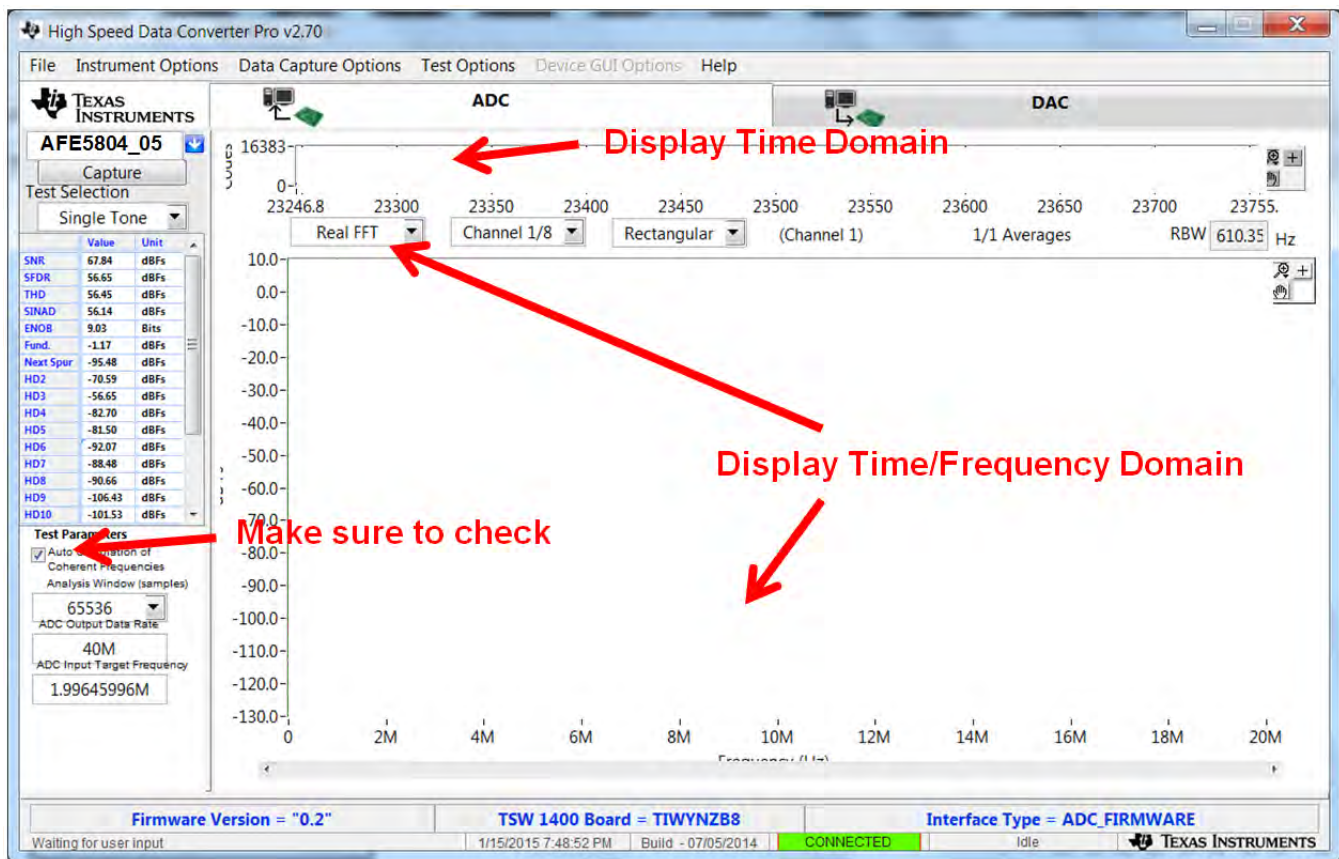 High Speed Data Converter Pro v2.70
File Instrument Options Data Capture Options Test Options Device GUI Options Help
TEXAS INSTRUMENTS
ADC
DAC
AFE5804_05
Capture
Test Selection
Single Tone
Value Unit
SNR 67.84 dBFs
SFDR 56.65 dBFs
THD 56.45 dBFs
SINAD 56.14 dBFs
ENOB 9.03 Bits
Fund. -1.17 dBFs
Next Spur -95.48 dBFs
HD2 -70.59 dBFs
HD3 -56.65 dBFs
HD4 -82.70 dBFs
HD5 -81.50 dBFs
HD6 -92.07 dBFs
HD7 -88.48 dBFs
HD8 -90.66 dBFs
HD9 -106.43 dBFs
HD10 -101.53 dBFs
Test Parameters
Auto of
Coherent Frequencies
Analysis Window (samples)
65536
ADC Output Data Rate
40M
ADC Input Target Frequency
1.99645996M
Codes
16383
0
Display Time Domain
23246.8 23300 23350 23400 23450 23500 23550 23600 23650 23700 23755.
Real FFT Channel 1/8 Rectangular (Channel 1) 1/1 Averages RBW 610.35 Hz
10.0
0.0
-10.0
-20.0
-30.0
-40.0
-50.0
-60.0
-70.0
-80.0
-90.0
-100.0
-110.0
-120.0
-130.0
Display Time/Frequency Domain
Make sure to check
0 2M 4M 6M 8M 10M 12M 14M 16M 18M 20M
Frequency (Hz)
Firmware Version = "0.2" TSW 1400 Board = TIWYNZB8 Interface Type = ADC_FIRMWARE
Waiting for user input 1/15/2015 7:48:52 PM Build - 07/05/2014 CONNECTED Idle TEXAS INSTRUMENTS